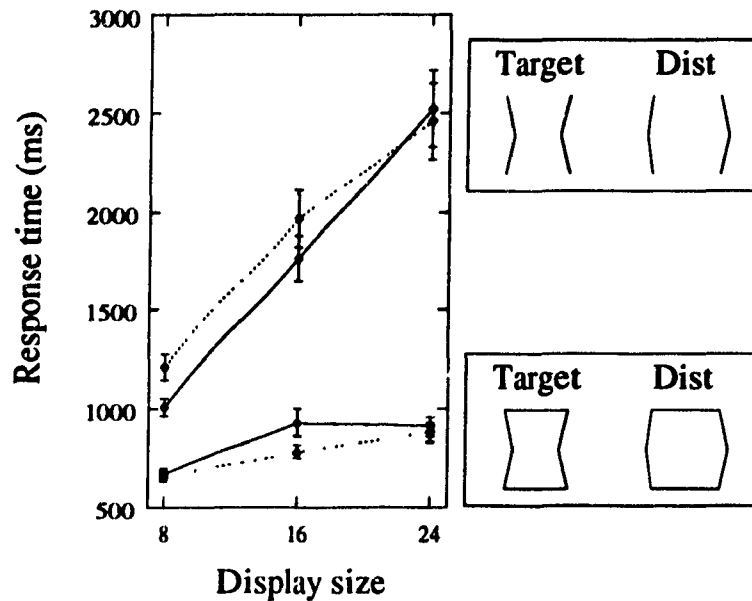 3000
2500
2000
1500
1000
500
Response time (ms)
8 16 24
Display size
Target Dist
Target Dist